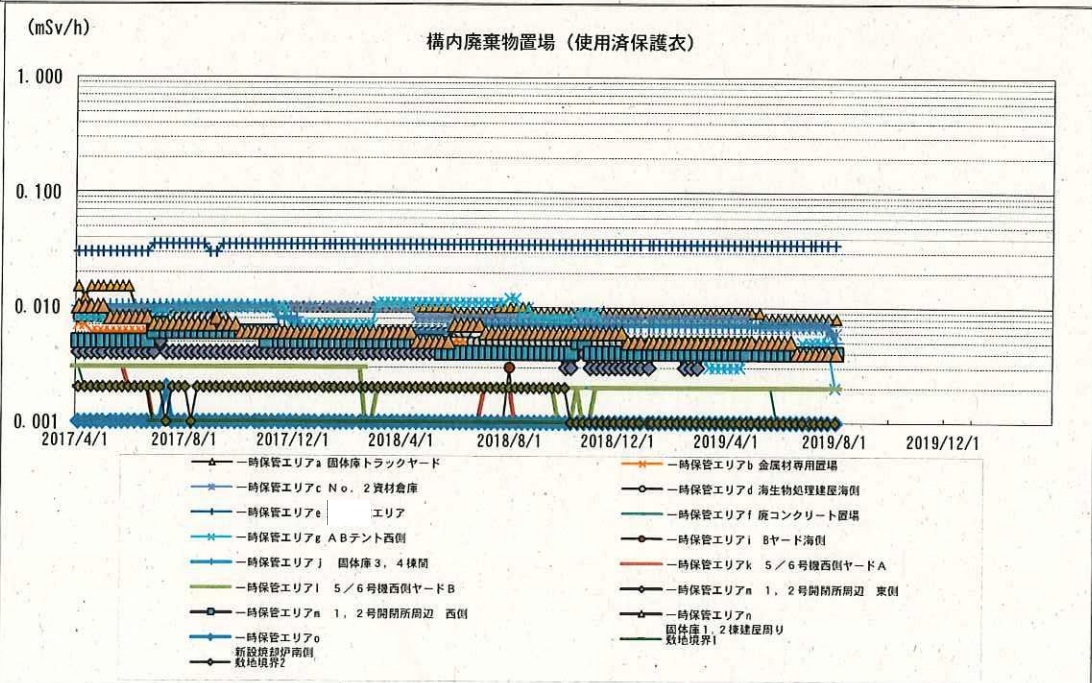 (mSv/h)
構内廃棄物置場（使用済保護衣）
1.000
0.100
0.010
0.001
2017/4/1 2017/8/1 2017/12/1 2018/4/1 2018/8/1 2018/12/1 2019/4/1 2019/8/1 2019/12/1
一時保管エリアa 固体庫トラックヤード
一時保管エリアb 金属材専用置場
一時保管エリアc No. 2資材倉庫
一時保管エリアd 海生物処理建屋海側
一時保管エリアe エリア
一時保管エリアf 廃コンクリート置場
一時保管エリアg ABテント西側
一時保管エリアi Bヤード海側
一時保管エリアj 固体庫3, 4棟間
一時保管エリアk 5／6号機西側ヤードA
一時保管エリアl 5／6号機西側ヤードB
一時保管エリアm 1, 2号開閉所周辺 東側
一時保管エリアm 1, 2号開閉所周辺 西側
一時保管エリアn
固体庫1, 2棟建屋周り
一時保管エリアo
敷地境界1
新設焼却炉南側
敷地境界2